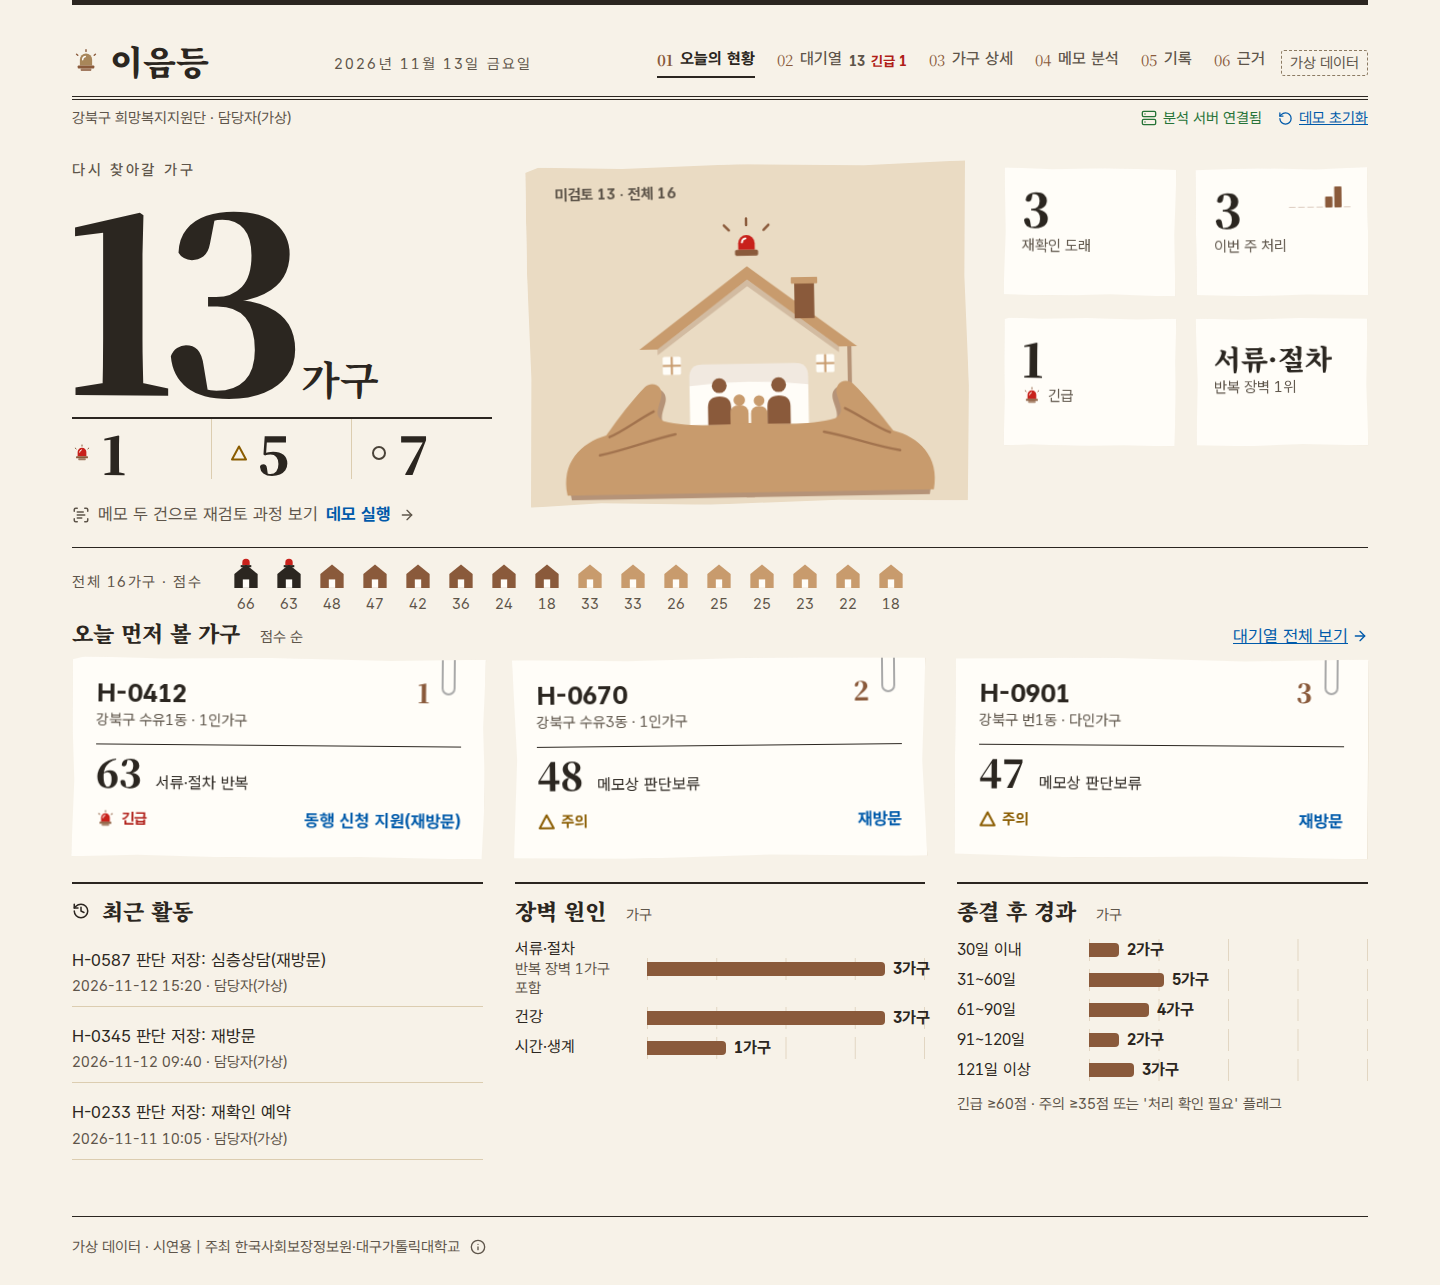 이음등
2026년 11월 13일 금요일
01 오늘의 현황
02 대기열 13 긴급 1
03 가구 상세
04 메모 분석
05 기록
06 근거
가상 데이터
강북구 희망복지지원단 · 담당자(가상)
분석 서버 연결됨
데모 초기화
다시 찾아갈 가구
13가구
1
5
7
메모 두 건으로 재검토 과정 보기 데모 실행
미검토 13 · 전체 16
3
재확인 도래
3
이번 주 처리
1
긴급
서류·절차
반복 장벽 1위
전체 16가구 · 점수
66 63 48 47 42 36 24 18 33 33 26 25 25 23 22 18
오늘 먼저 볼 가구 점수 순
대기열 전체 보기
H-0412
1
강북구 수유1동 · 1인가구
63 서류·절차 반복
긴급
동행 신청 지원(재방문)
H-0670
2
강북구 수유3동 · 1인가구
48 메모상 판단보류
주의
재방문
H-0901
3
강북구 번1동 · 다인가구
47 메모상 판단보류
주의
재방문
최근 활동
H-0587 판단 저장: 심층상담(재방문)
2026-11-12 15:20 · 담당자(가상)
H-0345 판단 저장: 재방문
2026-11-12 09:40 · 담당자(가상)
H-0233 판단 저장: 재확인 예약
2026-11-11 10:05 · 담당자(가상)
장벽 원인 가구
서류·절차
반복 장벽 1가구
포함
3가구
건강
3가구
시간·생계
1가구
종결 후 경과 가구
30일 이내 2가구
31~60일 5가구
61~90일 4가구
91~120일 2가구
121일 이상 3가구
긴급 ≥60점 · 주의 ≥35점 또는 '처리 확인 필요' 플래그
가상 데이터 · 시연용 | 주최 한국사회보장정보원·대구가톨릭대학교